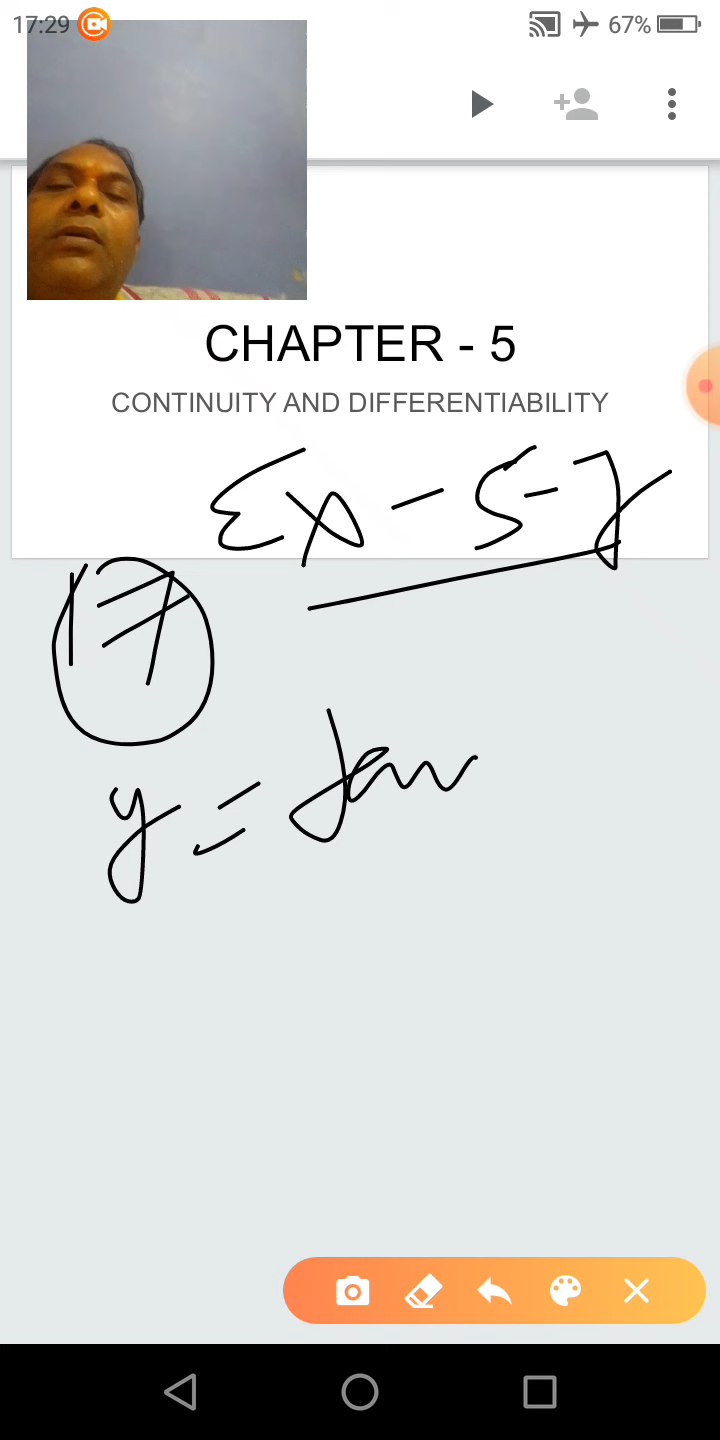 17:29
67%
CHAPTER - 5
CONTINUITY AND DIFFERENTIABILITY
Ex - 5-7
17
y = tan